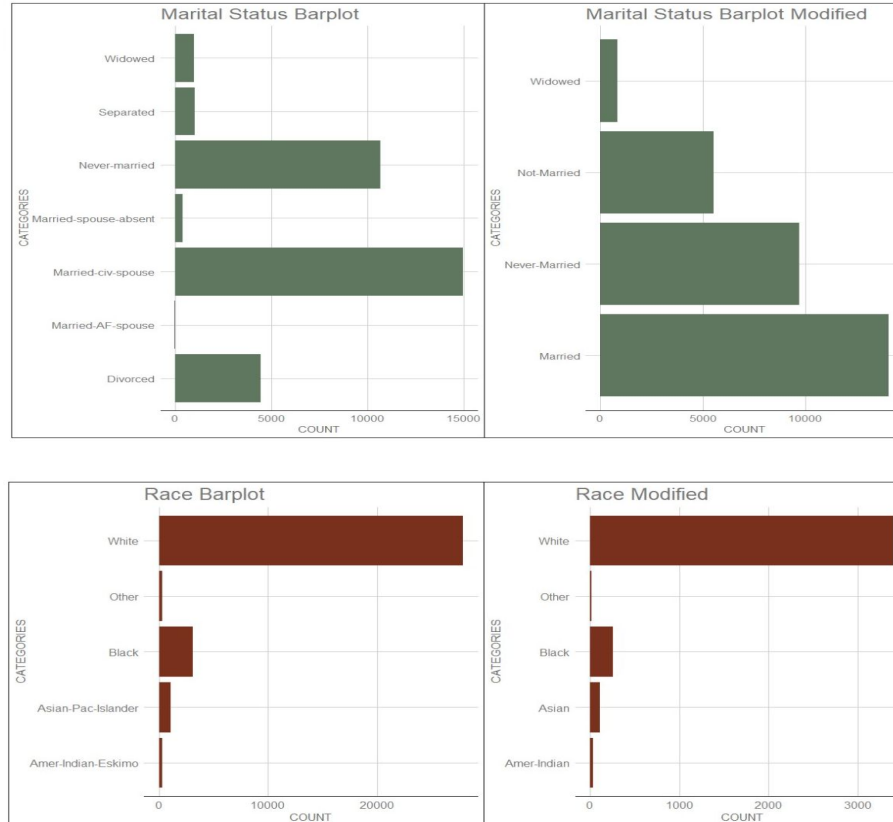 Marital Status Barplot
CATEGORIES
Widowed
Separated
Never-married
Married-spouse-absent
Married-civ-spouse
Married-AF-spouse
Divorced
0 5000 10000 15000
COUNT
Marital Status Barplot Modified
CATEGORIES
Widowed
Not-Married
Never-Married
Married
0 5000 10000
COUNT
Race Barplot
CATEGORIES
White
Other
Black
Asian-Pac-Islander
Amer-Indian-Eskimo
0 10000 20000
COUNT
Race Modified
CATEGORIES
White
Other
Black
Asian
Amer-Indian
0 1000 2000 3000
COUNT